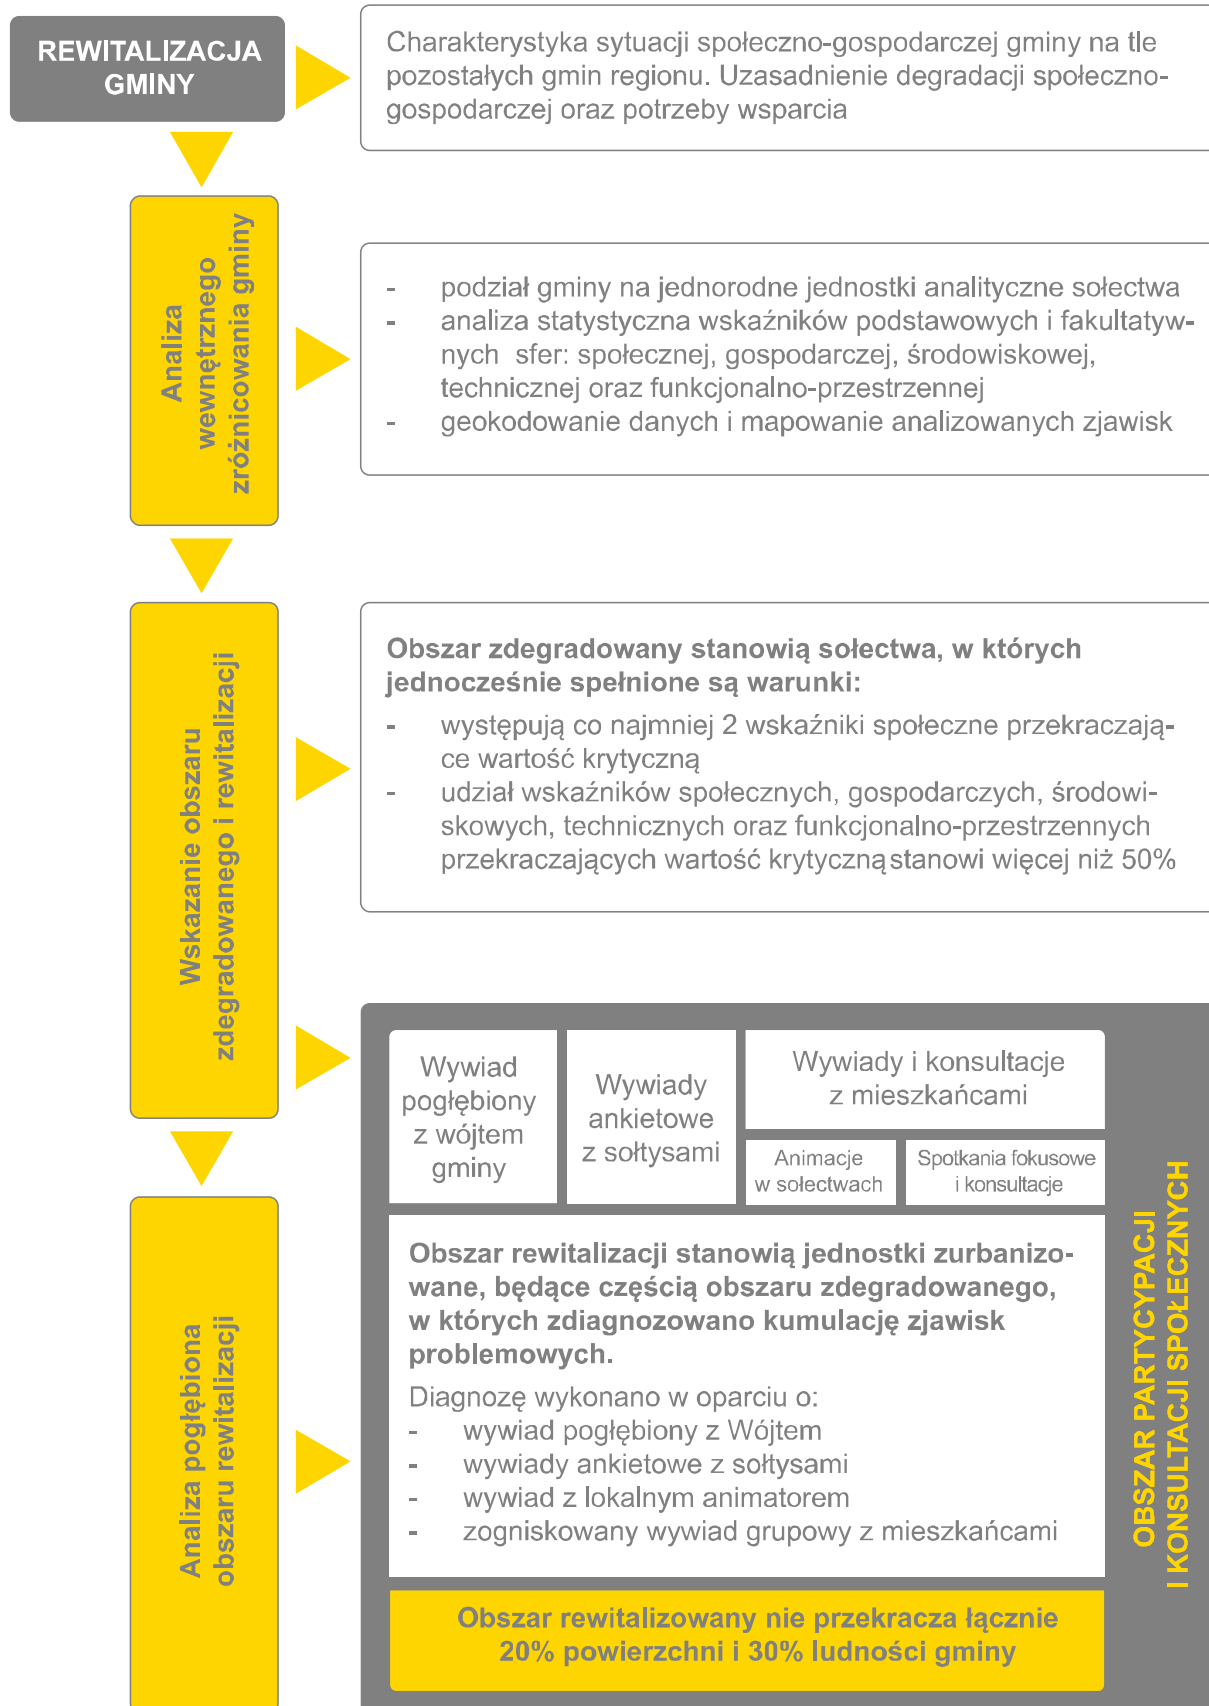 REWITALIZACJA
GMINY
Charakterystyka sytuacji społeczno-gospodarczej gminy na tle
pozostałych gmin regionu. Uzasadnienie degradacji społeczno-
gospodarczej oraz potrzeby wsparcia
Analiza
wewnętrznego
zróżnicowania gminy
- podział gminy na jednorodne jednostki analityczne sołectwa
- analiza statystyczna wskaźników podstawowych i fakultatyw-
nych sfer: społecznej, gospodarczej, środowiskowej,
technicznej oraz funkcjonalno-przestrzennej
- geokodowanie danych i mapowanie analizowanych zjawisk
Wskazanie obszaru
zdegradowanego i rewitalizacji
Obszar zdegradowany stanowią sołectwa, w których
jednocześnie spełnione są warunki:
- występują co najmniej 2 wskaźniki społeczne przekraczają-
ce wartość krytyczną
- udział wskaźników społecznych, gospodarczych, środowi-
skowych, technicznych oraz funkcjonalno-przestrzennych
przekraczających wartość krytyczną stanowi więcej niż 50%
Wywiad
pogłębiony
z wójtem
gminy
Wywiady
ankietowe
z sołtysami
Wywiady i konsultacje
z mieszkańcami
Animacje
w sołectwach
Spotkania fokusowe
i konsultacje
Analiza pogłębiona
obszaru rewitalizacji
Obszar rewitalizacji stanowią jednostki zurbanizo-
wane, będące częścią obszaru zdegradowanego,
w których zdiagnozowano kumulację zjawisk
problemowych.
Diagnozę wykonano w oparciu o:
- wywiad pogłębiony z Wójtem
- wywiady ankietowe z sołtysami
- wywiad z lokalnym animatorem
- zogniskowany wywiad grupowy z mieszkańcami
Obszar rewitalizowany nie przekracza łącznie
20% powierzchni i 30% ludności gminy
OBSZAR PARTYCYPACJI
I KONSULTACJI SPOŁECZNYCH